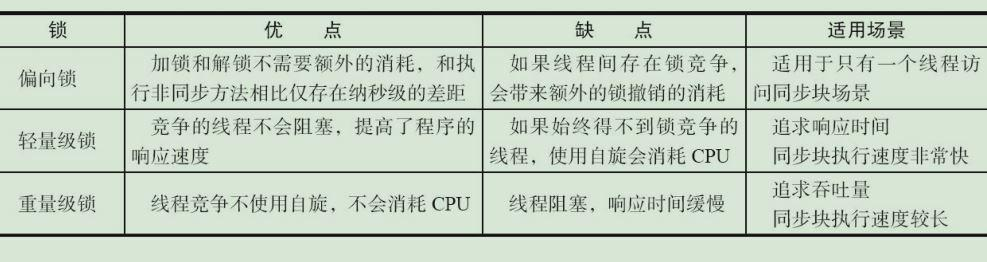 锁 优 点 缺 点 适用场景
偏向锁
加锁和解锁不需要额外的消耗，和执
行非同步方法相比仅存在纳秒级的差距
如果线程间存在锁竞争，
会带来额外的锁撤销的消耗
适用于只有一个线程访
问同步块场景
轻量级锁
竞争的线程不会阻塞，提高了程序的
响应速度
如果始终得不到锁竞争的
线程，使用自旋会消耗 CPU
追求响应时间
同步块执行速度非常快
重量级锁
线程竞争不使用自旋，不会消耗 CPU
线程阻塞，响应时间缓慢
追求吞吐量
同步块执行速度较长